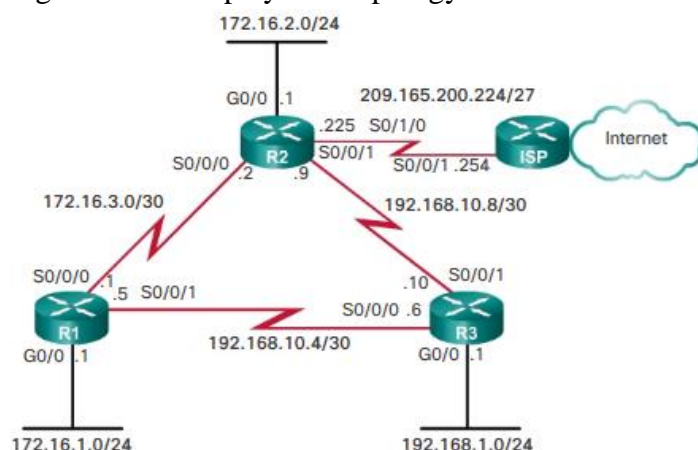 172.16.2.0/24
G0/0 .1
209.165.200.224/27
.225 S0/1/0
R2
S0/0/1
ISP
Internet
S0/0/1 .254
S0/0/0
.2 .9
172.16.3.0/30
192.168.10.8/30
S0/0/0 .1
.10 S0/0/1
.5 S0/0/1
S0/0/0 .6
R1
R3
192.168.10.4/30
G0/0 .1
G0/0 .1
172.16.1.0/24
192.168.1.0/24